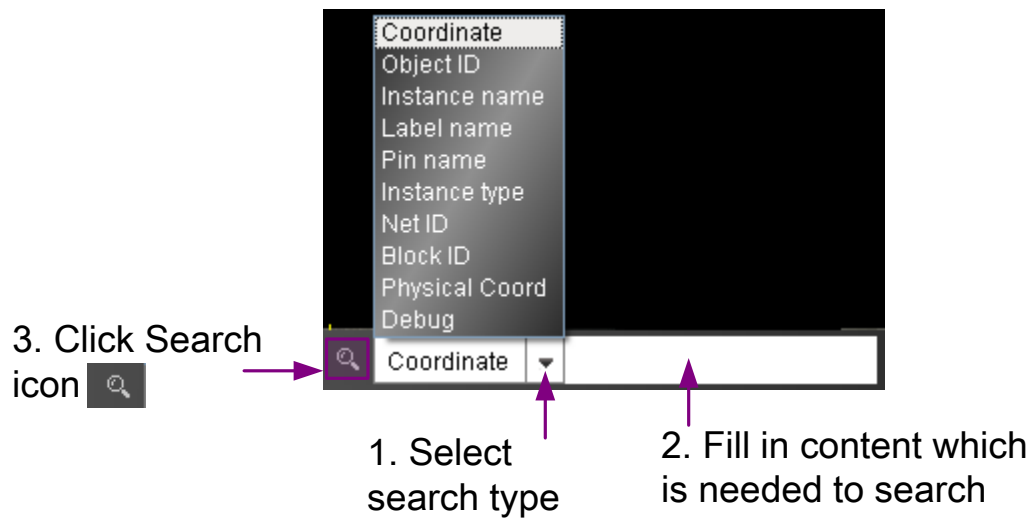 Coordinate
Object ID
Instance name
Label name
Pin name
Instance type
Net ID
Block ID
Physical Coord
Debug
Coordinate
3. Click Search
icon
1. Select
search type
2. Fill in content which
is needed to search